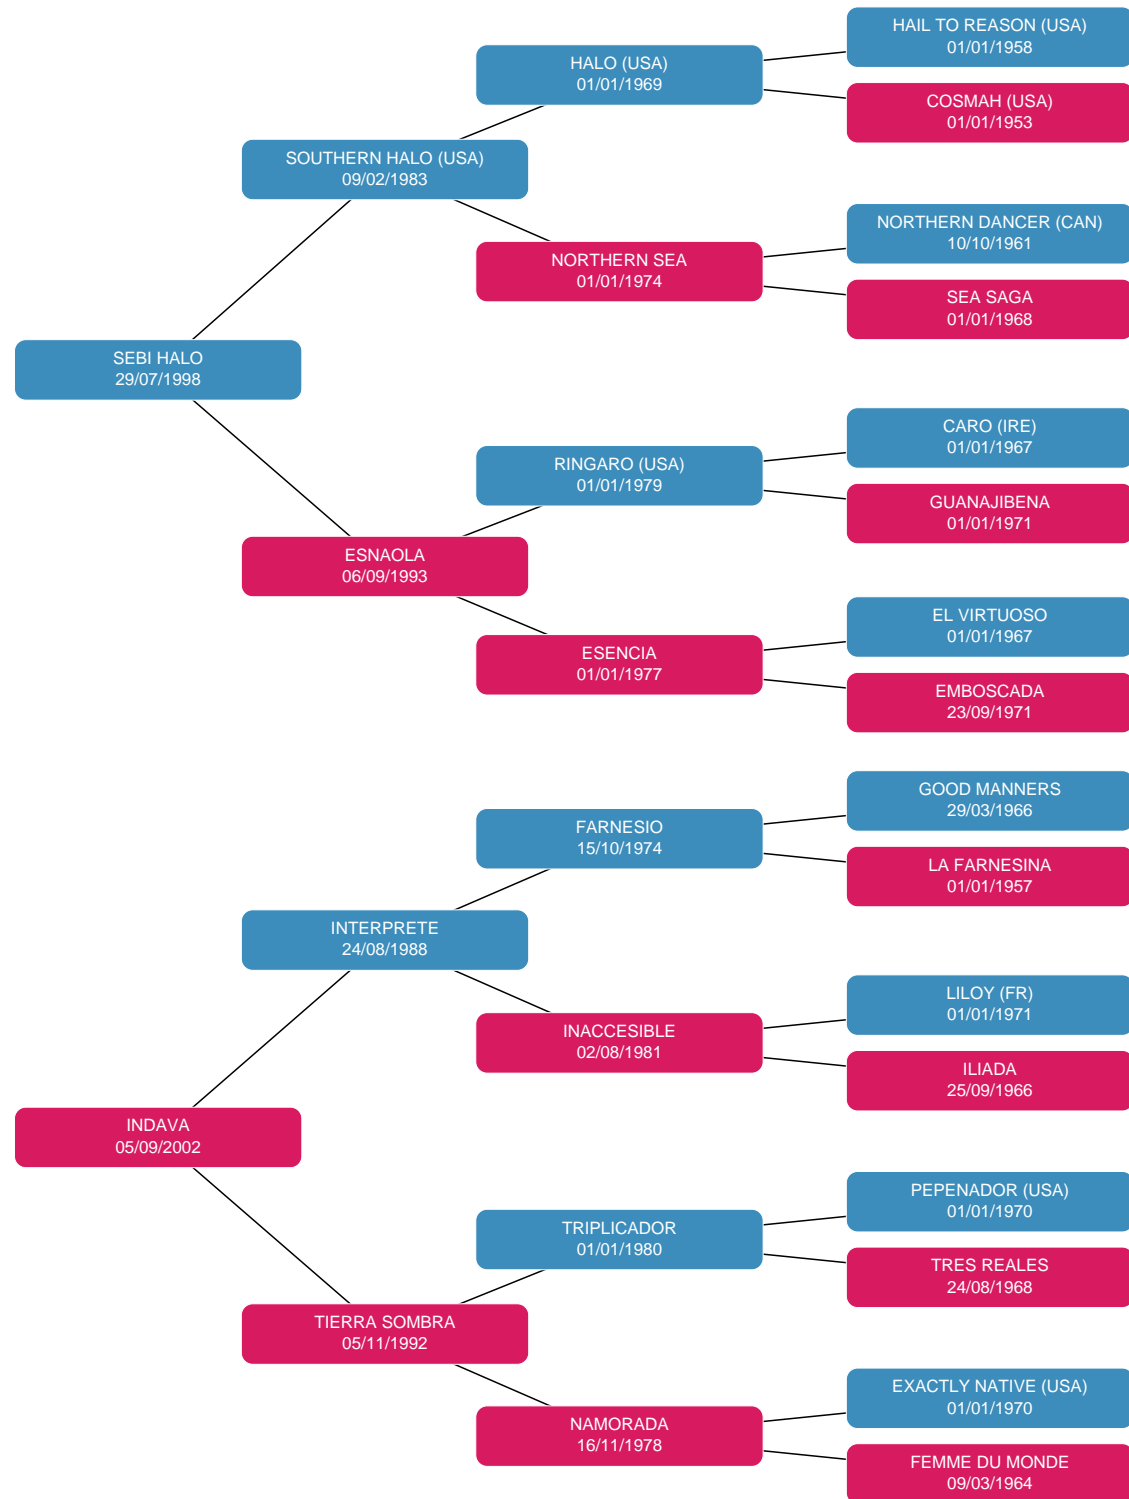 HAIL TO REASON (USA)
01/01/1958
HALO (USA)
01/01/1969
COSMAH (USA)
01/01/1953
SOUTHERN HALO (USA)
09/02/1983
NORTHERN DANCER (CAN)
10/10/1961
NORTHERN SEA
01/01/1974
SEA SAGA
01/01/1968
SEBI HALO
29/07/1998
CARO (IRE)
01/01/1967
RINGARO (USA)
01/01/1979
GUANAJIBENA
01/01/1971
ESNAOLA
06/09/1993
EL VIRTUOSO
01/01/1967
ESENCIA
01/01/1977
EMBOSCADA
23/09/1971
GOOD MANNERS
29/03/1966
FARNESIO
15/10/1974
LA FARNESINA
01/01/1957
INTERPRETE
24/08/1988
LILOY (FR)
01/01/1971
INACCESIBLE
02/08/1981
ILIADA
25/09/1966
INDAVA
05/09/2002
PEPENADOR (USA)
01/01/1970
TRIPLICADOR
01/01/1980
TRES REALES
24/08/1968
TIERRA SOMBRA
05/11/1992
EXACTLY NATIVE (USA)
01/01/1970
NAMORADA
16/11/1978
FEMME DU MONDE
09/03/1964